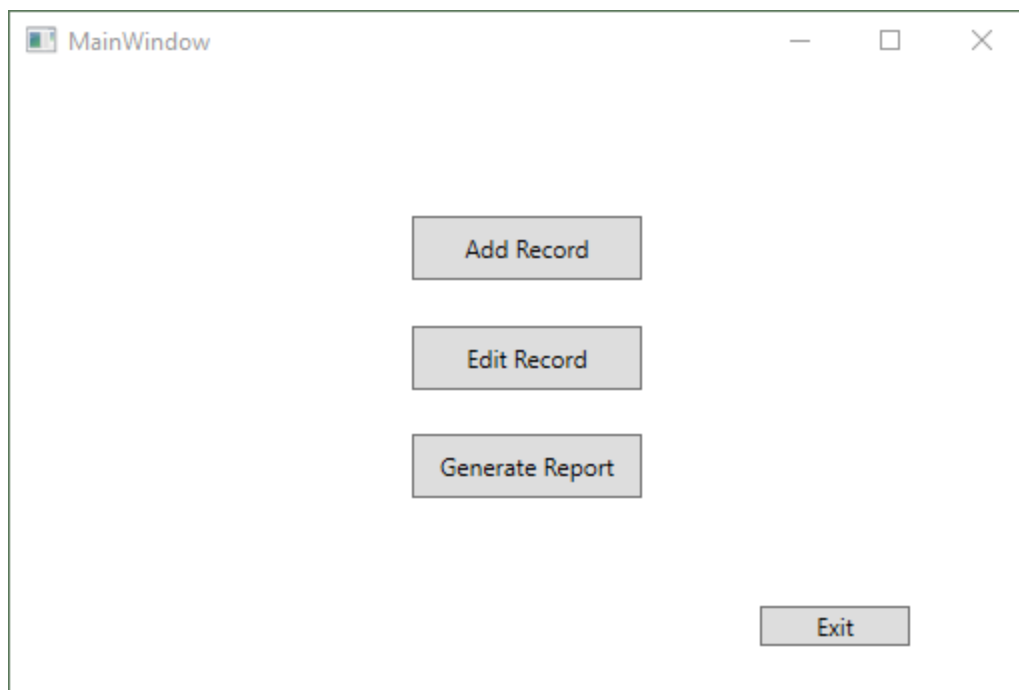 MainWindow
Add Record
Edit Record
Generate Report
Exit